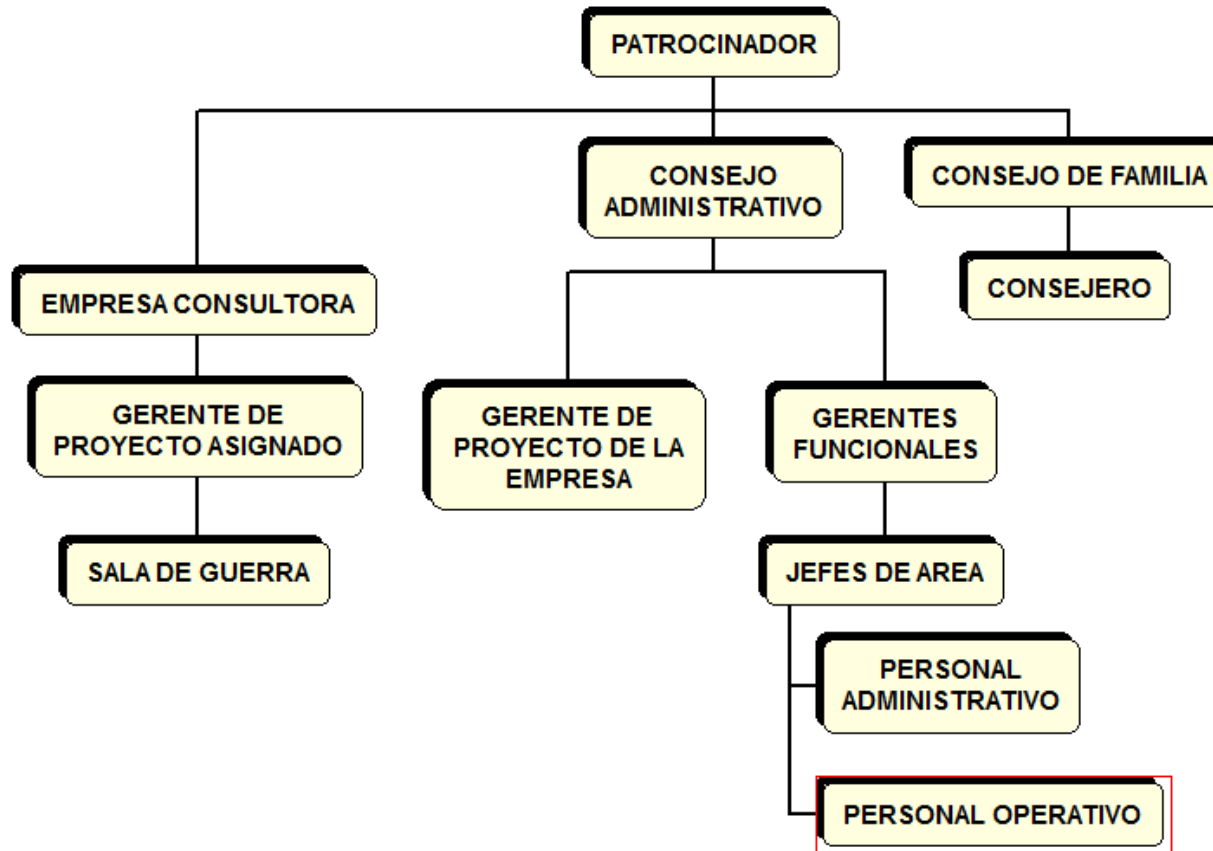 PATROCINADOR
CONSEJO
ADMINISTRATIVO
CONSEJO DE FAMILIA
EMPRESA CONSULTORA
CONSEJERO
GERENTE DE
PROYECTO ASIGNADO
GERENTE DE
PROYECTO DE LA
EMPRESA
GERENTES
FUNCIONALES
SALA DE GUERRA
JEFES DE AREA
PERSONAL
ADMINISTRATIVO
PERSONAL OPERATIVO